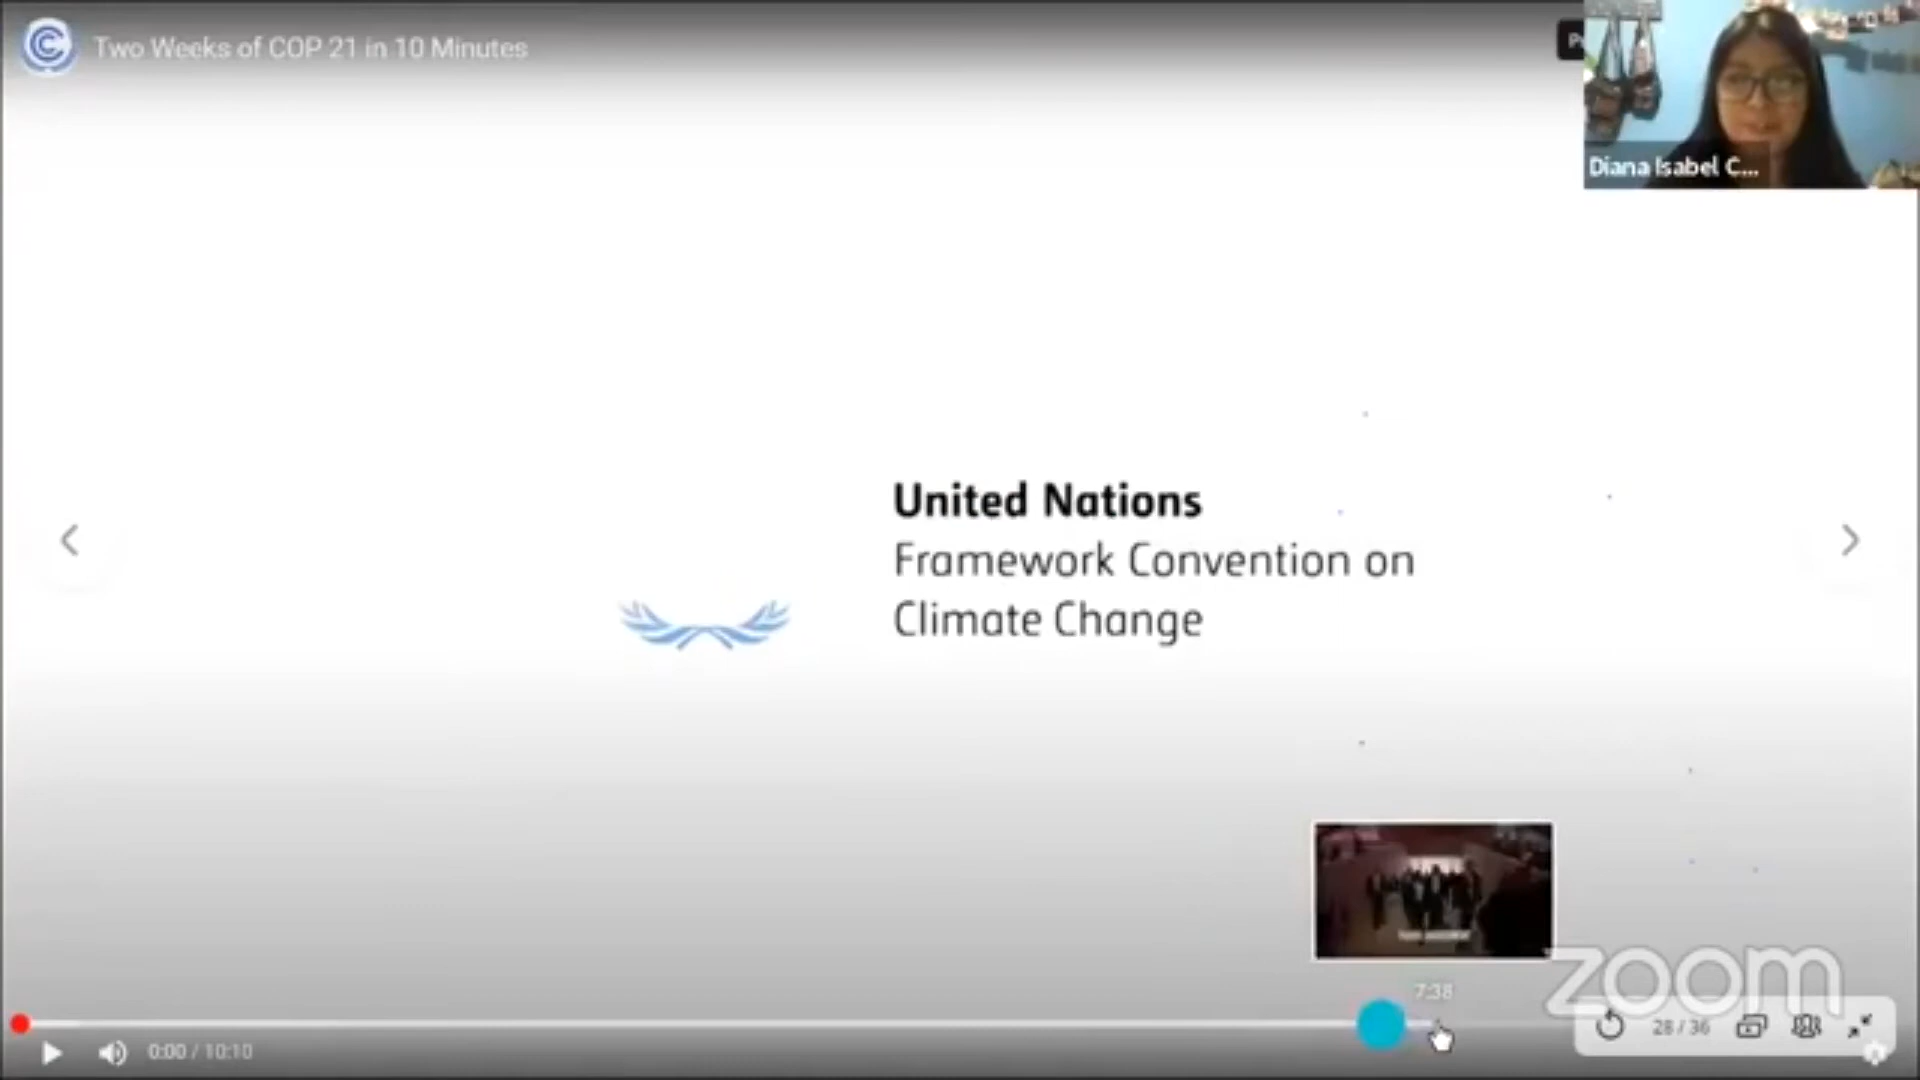 Two Weeks of COP 21 in 10 Minutes
Diana Isabel C...
United Nations
Framework Convention on
Climate Change
7:38
zoom
0:00 / 10:10
28 / 36